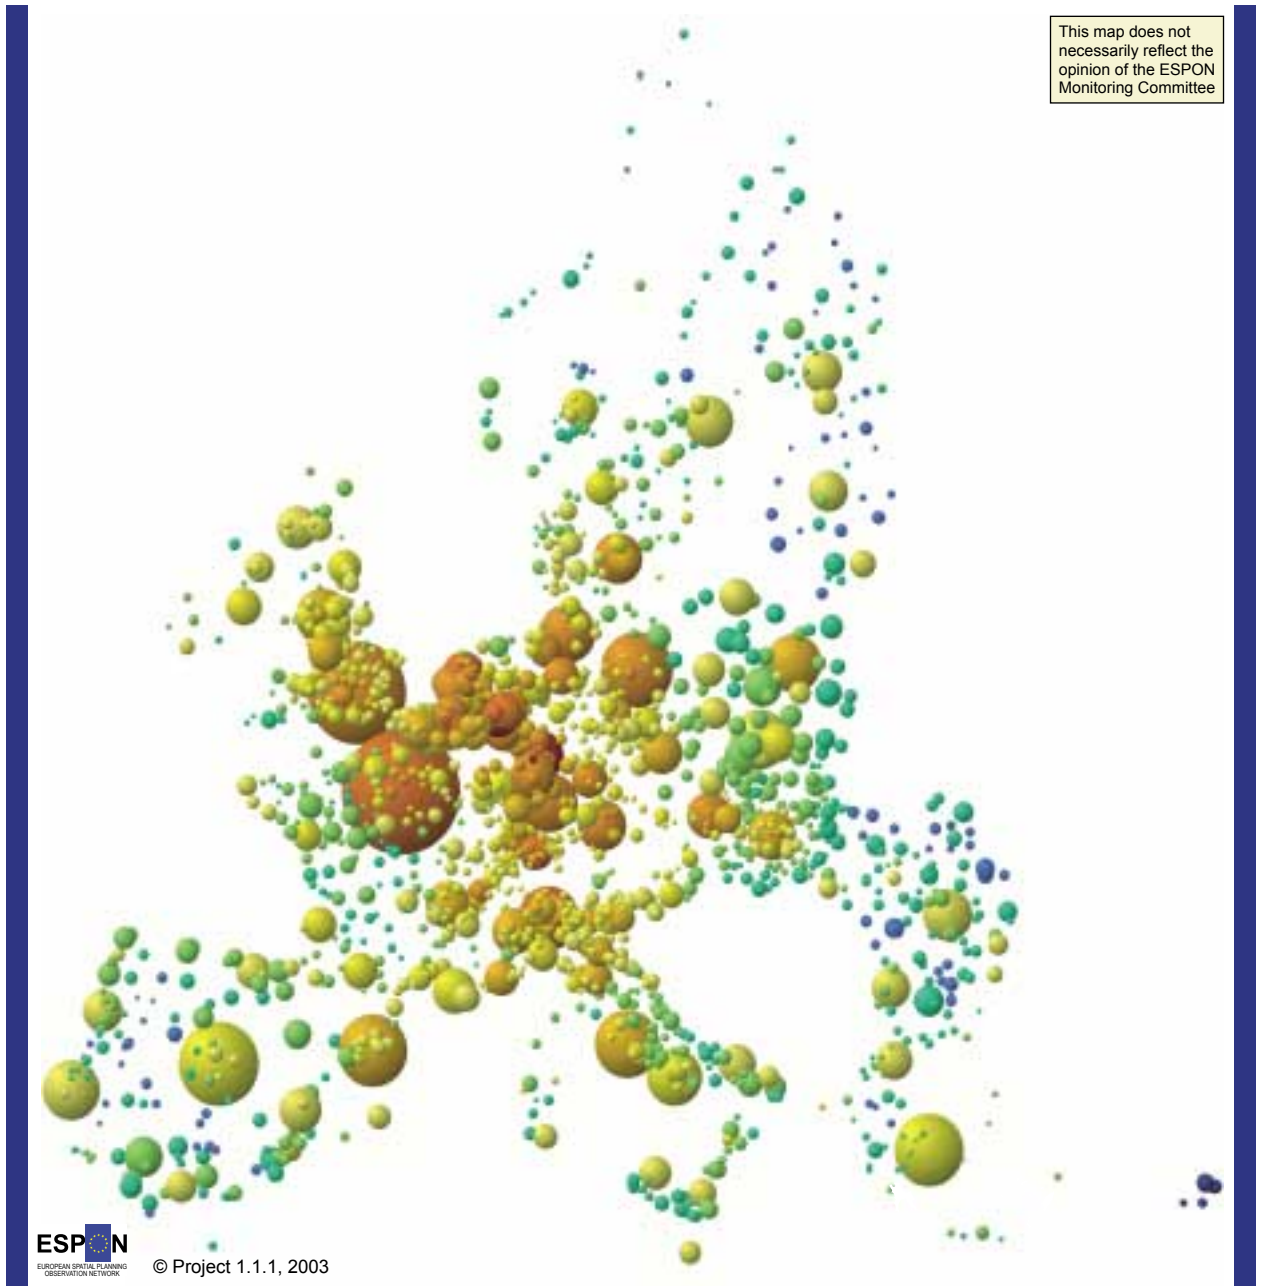 This map does not
necessarily reflect the
opinion of the ESPON
Monitoring Committee
ESPON
EUROPEAN SPATIAL PLANNING
OBSERVATION NETWORK
© Project 1.1.1, 2003